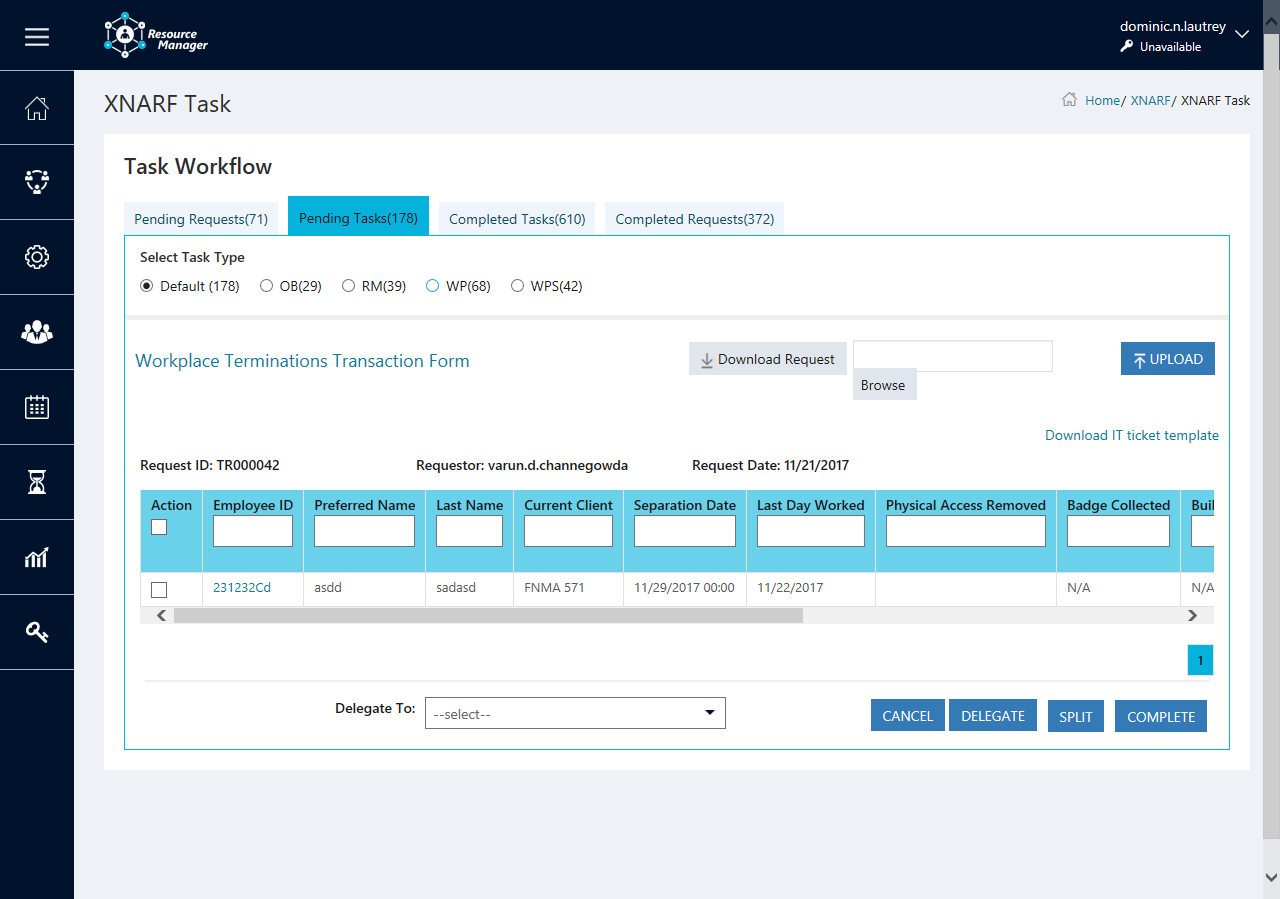 Resource
Manager
dominic.n.lautrey
Unavailable
XNARF Task
Home/ XNARF/ XNARF Task
Task Workflow
Pending Requests(71)
Pending Tasks(178)
Completed Tasks(610)
Completed Requests(372)
Select Task Type
Default (178) OB(29) RM(39) WP(68) WPS(42)
Workplace Terminations Transaction Form
Download Request
Browse
UPLOAD
Download IT ticket template
Request ID: TR000042 Requestor: varun.d.channegowda Request Date: 11/21/2017
Action Employee ID Preferred Name Last Name Current Client Separation Date Last Day Worked Physical Access Removed Badge Collected Buil
231232Cd asdd sadasd FNMA 571 11/29/2017 00:00 11/22/2017 N/A N/A
1
Delegate To: --select--
CANCEL DELEGATE SPLIT COMPLETE